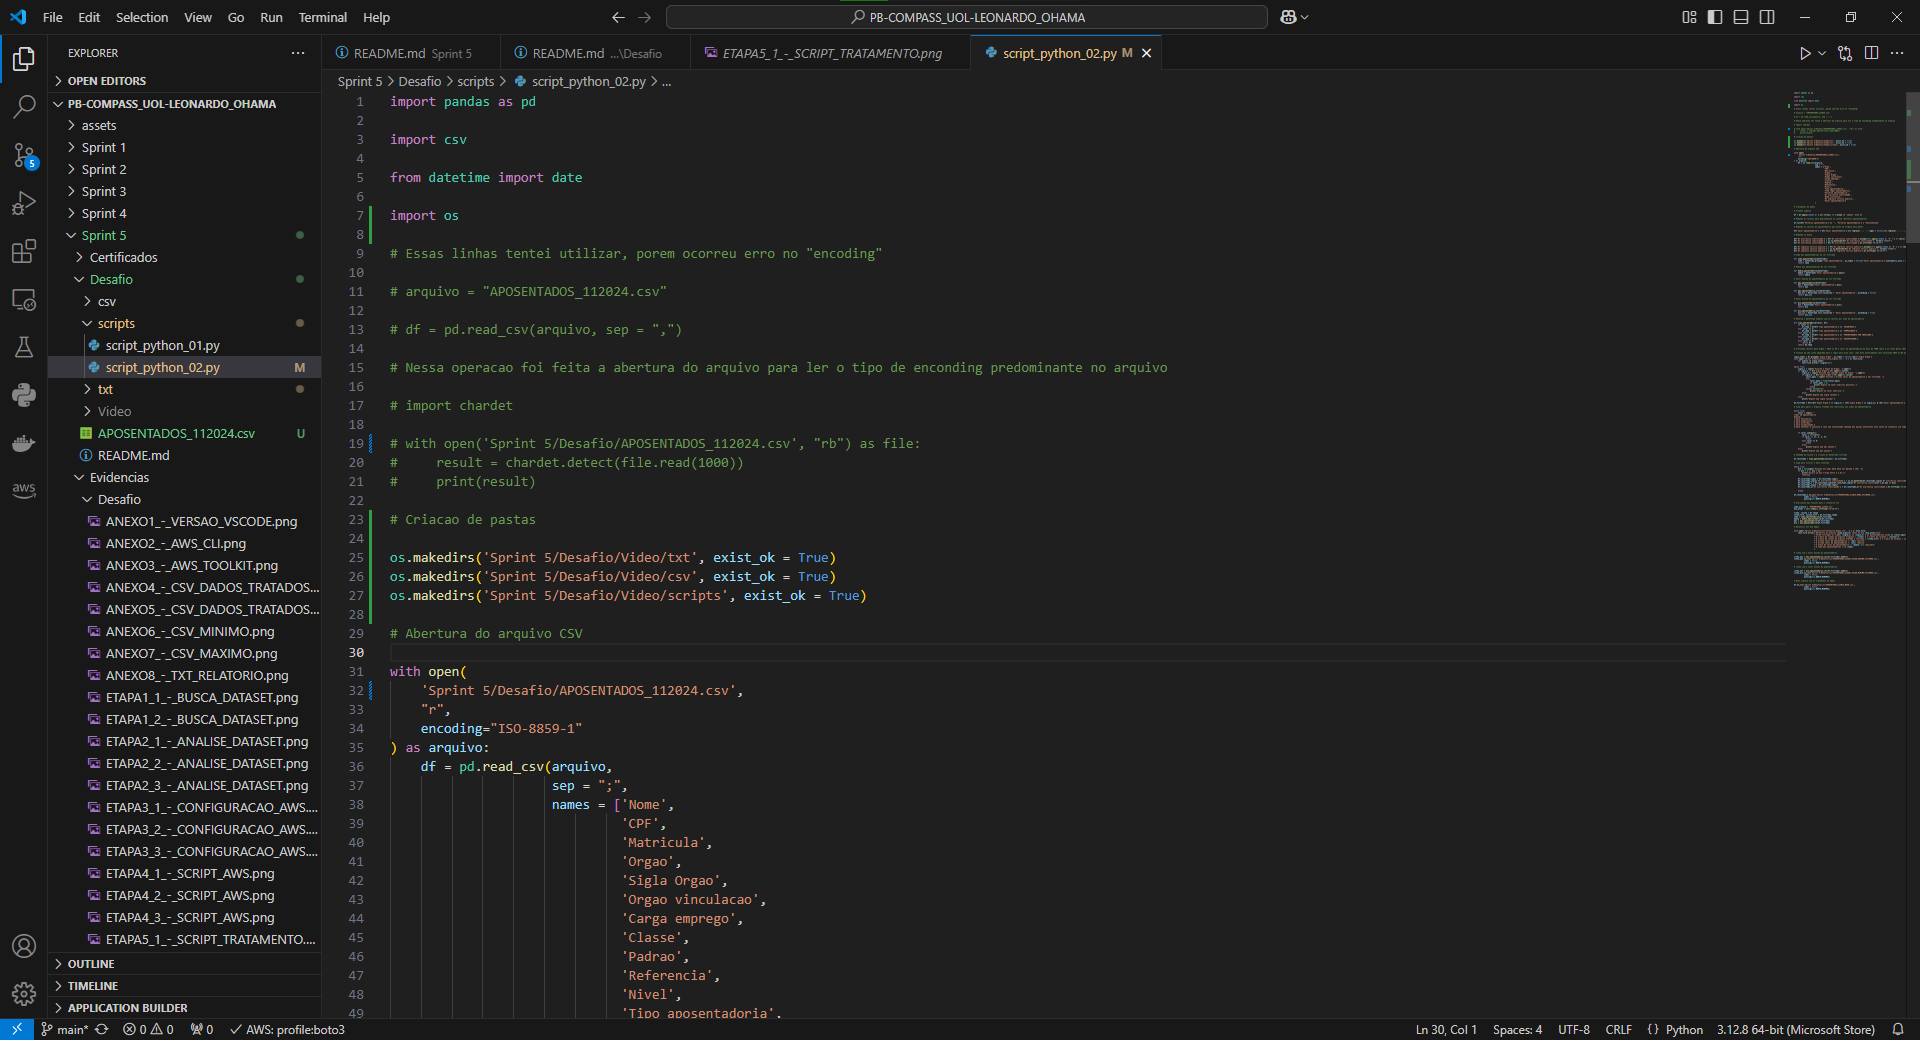 File Edit Selection View Go Run Terminal Help
PB-COMPASS_UOL-LEONARDO_OHAMA
EXPLORER
OPEN EDITORS
PB-COMPASS_UOL-LEONARDO_OHAMA
assets
Sprint 1
Sprint 2
Sprint 3
Sprint 4
Sprint 5
Certificados
Desafio
csv
scripts
script_python_01.py
script_python_02.py M
txt
Video
APOSENTADOS_112024.csv U
README.md
Evidencias
Desafio
ANEXO1_-_VERSAO_VSCODE.png
ANEXO2_-_AWS_CLI.png
ANEXO3_-_AWS_TOOLKIT.png
ANEXO4_-_CSV_DADOS_TRATADOS...
ANEXO5_-_CSV_DADOS_TRATADOS...
ANEXO6_-_CSV_MINIMO.png
ANEXO7_-_CSV_MAXIMO.png
ANEXO8_-_TXT_RELATORIO.png
ETAPA1_1_-_BUSCA_DATASET.png
ETAPA1_2_-_BUSCA_DATASET.png
ETAPA2_1_-_ANALISE_DATASET.png
ETAPA2_2_-_ANALISE_DATASET.png
ETAPA2_3_-_ANALISE_DATASET.png
ETAPA3_1_-_CONFIGURACAO_AWS....
ETAPA3_2_-_CONFIGURACAO_AWS....
ETAPA3_3_-_CONFIGURACAO_AWS....
ETAPA4_1_-_SCRIPT_AWS.png
ETAPA4_2_-_SCRIPT_AWS.png
ETAPA4_3_-_SCRIPT_AWS.png
ETAPA5_1_-_SCRIPT_TRATAMENTO....
OUTLINE
TIMELINE
APPLICATION BUILDER
5
aws
README.md Sprint 5
README.md ...\Desafio
ETAPA5_1_-_SCRIPT_TRATAMENTO.png
script_python_02.py M
Sprint 5 > Desafio > scripts > script_python_02.py > ...
1 import pandas as pd
2
3 import csv
4
5 from datetime import date
6
7 import os
8
9 # Essas linhas tentei utilizar, porem ocorreu erro no "encoding"
10
11 # arquivo = "APOSENTADOS_112024.csv"
12
13 # df = pd.read_csv(arquivo, sep = ",")
14
15 # Nessa operacao foi feita a abertura do arquivo para ler o tipo de enconding predominante no arquivo
16
17 # import chardet
18
19 # with open('Sprint 5/Desafio/APOSENTADOS_112024.csv', "rb") as file:
20 #     result = chardet.detect(file.read(1000))
21 #     print(result)
22
23 # Criacao de pastas
24
25 os.makedirs('Sprint 5/Desafio/Video/txt', exist_ok = True)
26 os.makedirs('Sprint 5/Desafio/Video/csv', exist_ok = True)
27 os.makedirs('Sprint 5/Desafio/Video/scripts', exist_ok = True)
28
29 # Abertura do arquivo CSV
30
31 with open(
32     'Sprint 5/Desafio/APOSENTADOS_112024.csv',
33     "r",
34     encoding="ISO-8859-1"
35 ) as arquivo:
36     df = pd.read_csv(arquivo,
37                      sep = ";",
38                      names = ['Nome',
39                               'CPF',
40                               'Matricula',
41                               'Orgao',
42                               'Sigla Orgao',
43                               'Orgao vinculacao',
44                               'Carga emprego',
45                               'Classe',
46                               'Padrao',
47                               'Referencia',
48                               'Nivel',
49                               'Tipo aposentadoria',
main* 0 0 0 AWS: profile:boto3
Ln 30, Col 1 Spaces: 4 UTF-8 CRLF {} Python 3.12.8 64-bit (Microsoft Store)